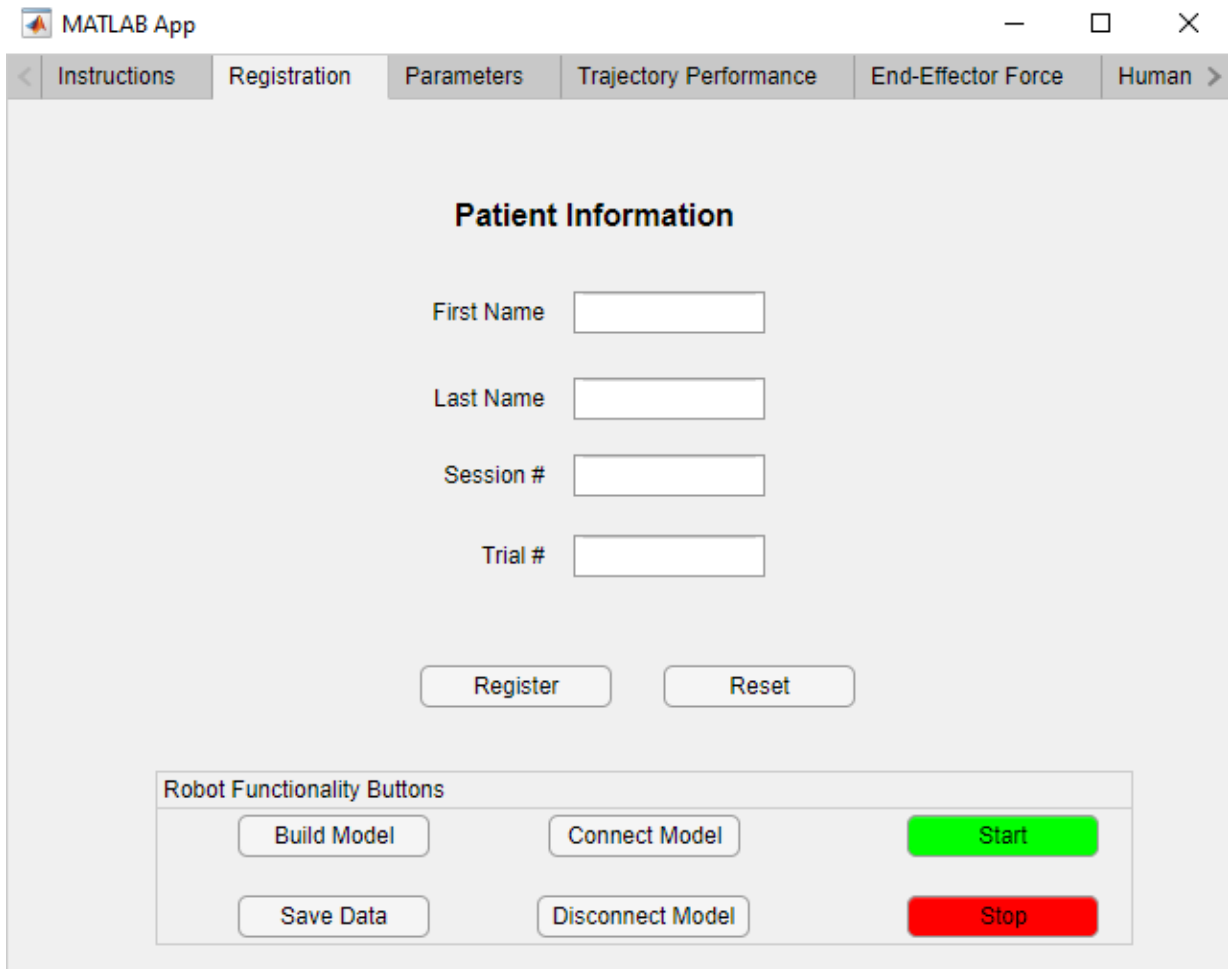 MATLAB App
Instructions Registration Parameters Trajectory Performance End-Effector Force Human
Patient Information
First Name
Last Name
Session #
Trial #
Register Reset
Robot Functionality Buttons
Build Model Connect Model Start
Save Data Disconnect Model Stop